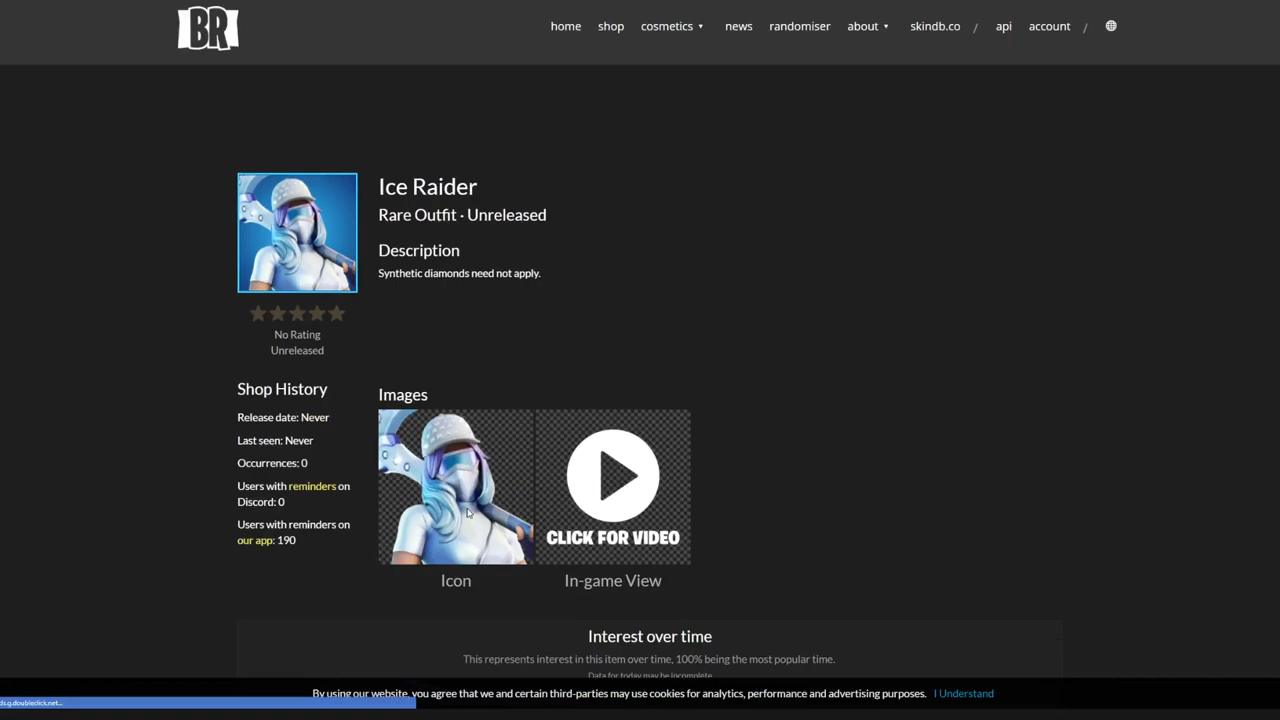 BR
home shop cosmetics ▾ news randomiser about ▾ skindb.co / api account /
Ice Raider
Rare Outfit · Unreleased
Description
Synthetic diamonds need not apply.
No Rating
Unreleased
Shop History
Release date: Never
Last seen: Never
Occurrences: 0
Users with reminders on
Discord: 0
Users with reminders on
our app: 190
Images
CLICK FOR VIDEO
Icon
In-game View
Interest over time
This represents interest in this item over time, 100% being the most popular time.
Data for today may be incomplete
By using our website, you agree that we and certain third-parties may use cookies for analytics, performance and advertising purposes. I Understand
ds.g.doubleclick.net...